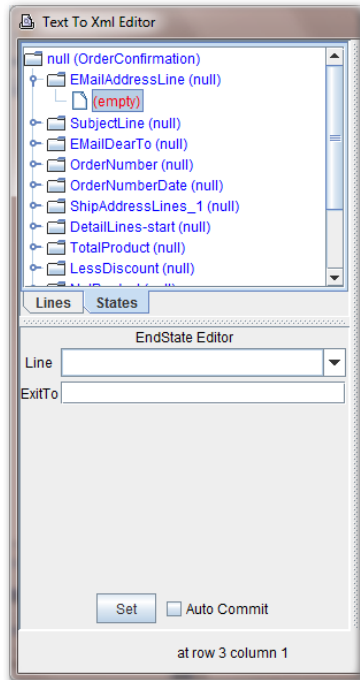 Text To Xml Editor
null (OrderConfirmation)
EMailAddressLine (null)
(empty)
SubjectLine (null)
EMailDearTo (null)
OrderNumber (null)
OrderNumberDate (null)
ShipAddressLines_1 (null)
DetailLines-start (null)
TotalProduct (null)
LessDiscount (null)
Lines States
EndState Editor
Line
ExitTo
Set Auto Commit
at row 3 column 1